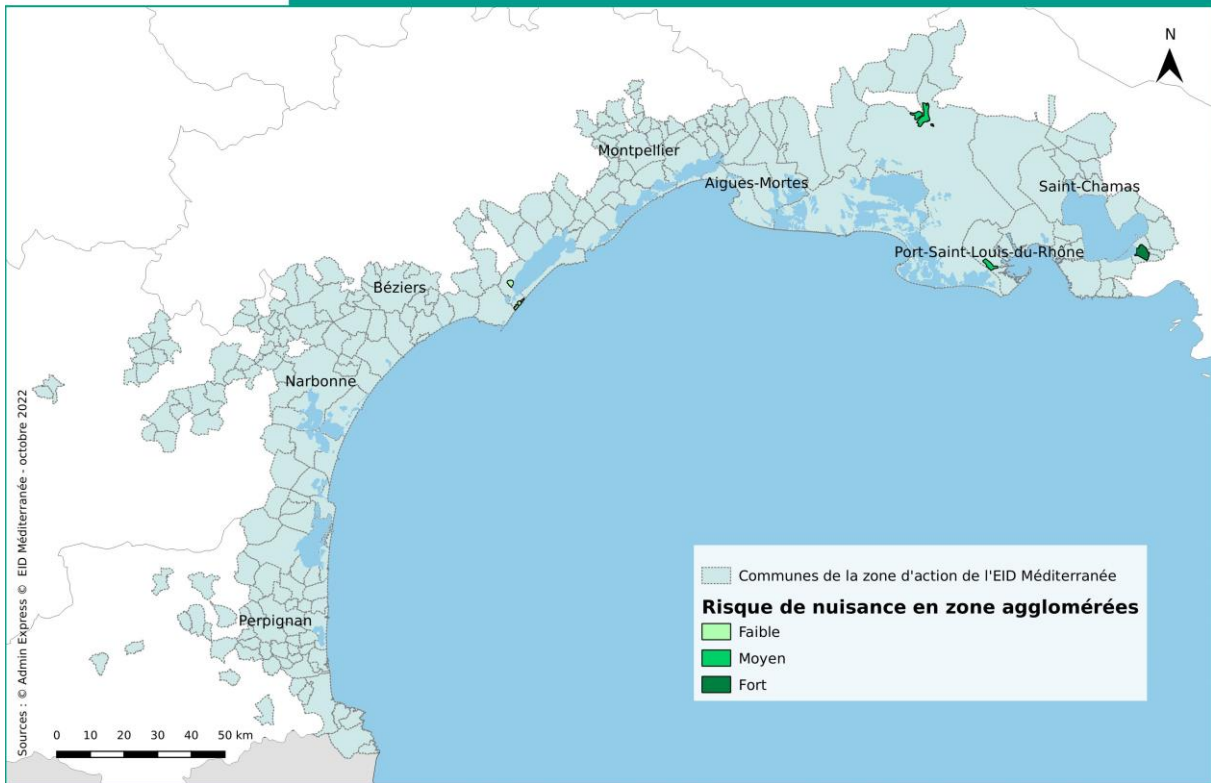 N
Montpellier
Aigues-Mortes
Saint-Chamas
Port-Saint-Louis-du-Rhône
Béziers
Narbonne
Perpignan
Communes de la zone d'action de l'EID Méditerranée
Risque de nuisance en zone agglomérées
Faible
Moyen
Fort
0 10 20 30 40 50 km
Sources : © Admin Express © EID Méditerranée - octobre 2022